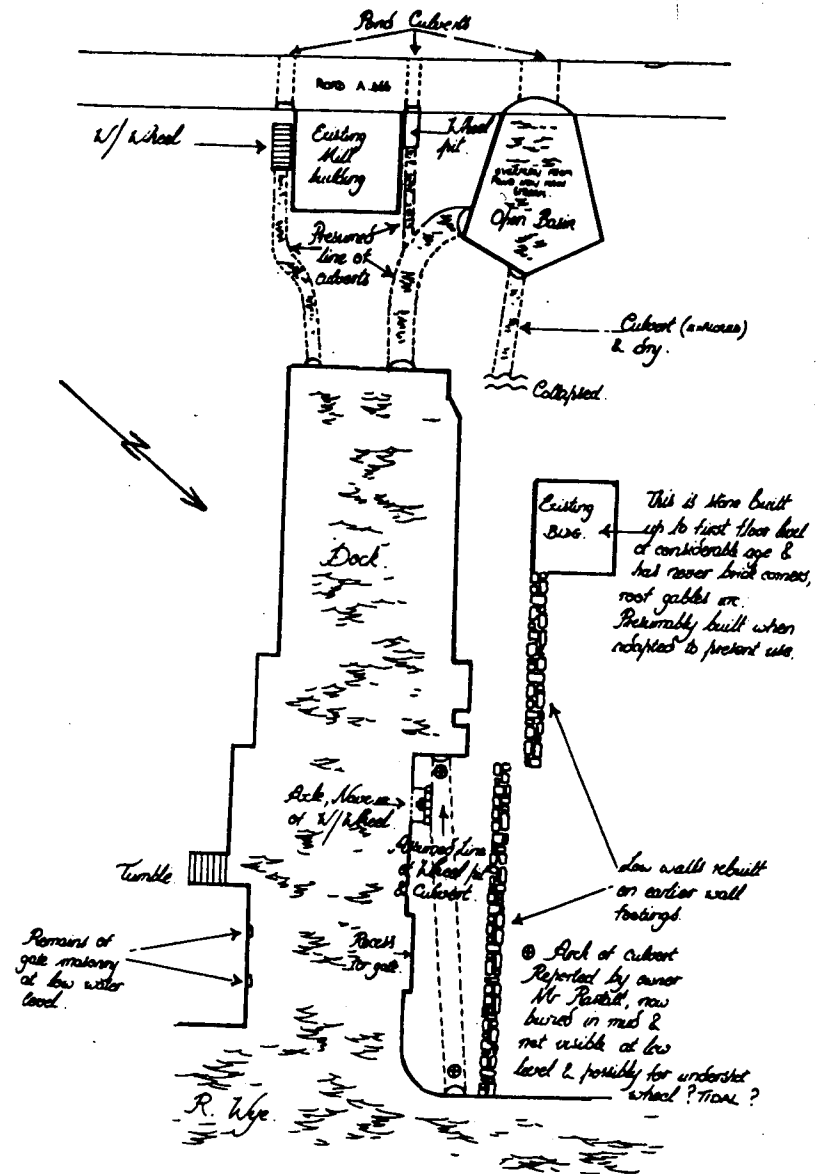 Pond Culverts
Road A.466
W/Wheel
Existing
Mill
building
Wheel
pit.
Open Basin
Presumed
line of
culverts
Culvert
& dry.
Collapsed.
N
Dock
Existing
BLDG.
This is stone built
up to first floor level
of considerable age &
has newer brick corners,
roof gables etc.
Presumably built when
adapted to present use.
Axle, Nave
of W/Wheel
Assumed Line
of Wheel pit
& Culvert.
Tumble
Low walls rebuilt
on earlier wall
footings.
Remains of
gate masonry
at low water
level.
Recess
for gate.
⊕ Arch of culvert
Reported by owner
Mr now
buried in mud &
not visible at low
level & possibly for undershot
wheel ? TIDAL ?
R. Wye.